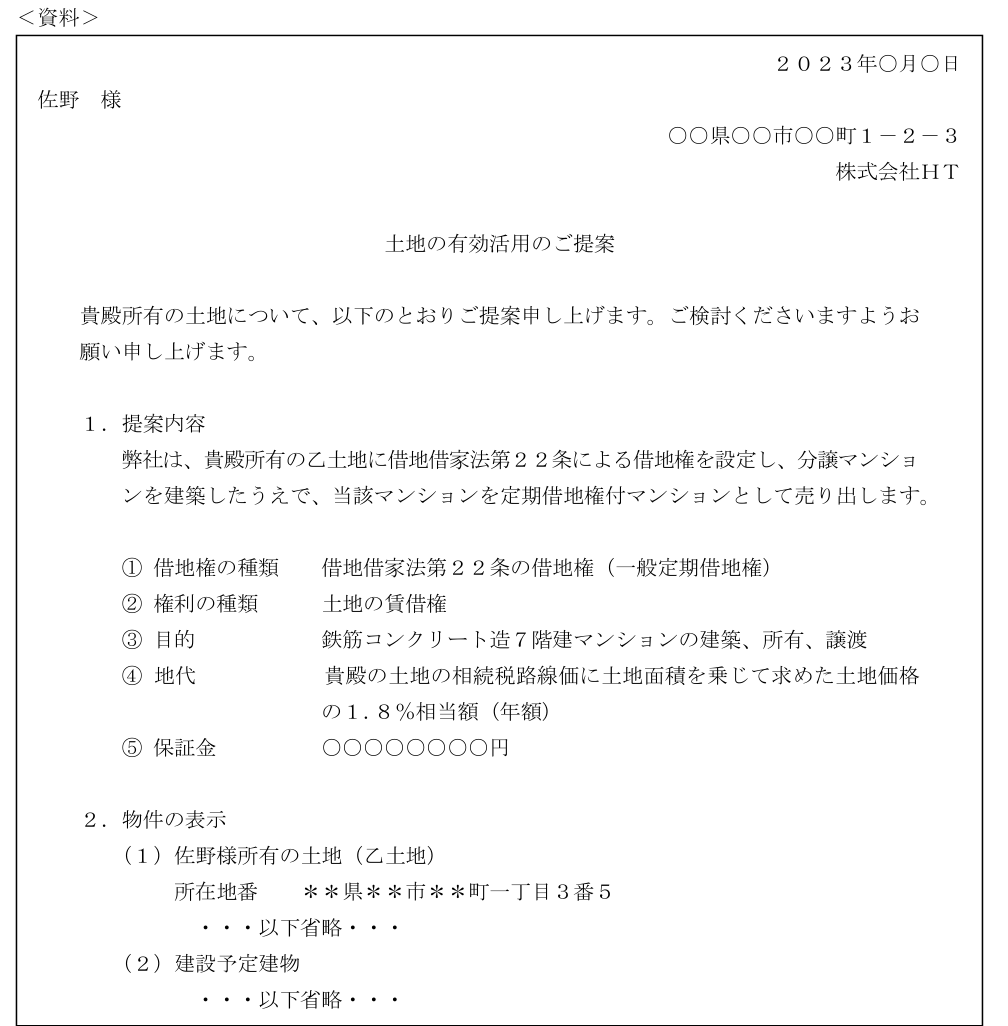 ＜資料＞
２０２３年○月○日
佐野　様
○○県○○市○○町１－２－３
株式会社ＨＴ
土地の有効活用のご提案
貴殿所有の土地について、以下のとおりご提案申し上げます。ご検討くださいますようお
願い申し上げます。
１．提案内容
弊社は、貴殿所有の乙土地に借地借家法第２２条による借地権を設定し、分譲マンショ
ンを建築したうえで、当該マンションを定期借地権付マンションとして売り出します。
① 借地権の種類　　借地借家法第２２条の借地権（一般定期借地権）
② 権利の種類　　　土地の賃借権
③ 目的　　　　　　鉄筋コンクリート造７階建マンションの建築、所有、譲渡
④ 地代　　　　　　貴殿の土地の相続税路線価に土地面積を乗じて求めた土地価格
の１．８％相当額（年額）
⑤ 保証金　　　　　○○○○○○○○円
２．物件の表示
（１）佐野様所有の土地（乙土地）
所在地番　　＊＊県＊＊市＊＊町一丁目３番５
・・・以下省略・・・
（２）建設予定建物
・・・以下省略・・・